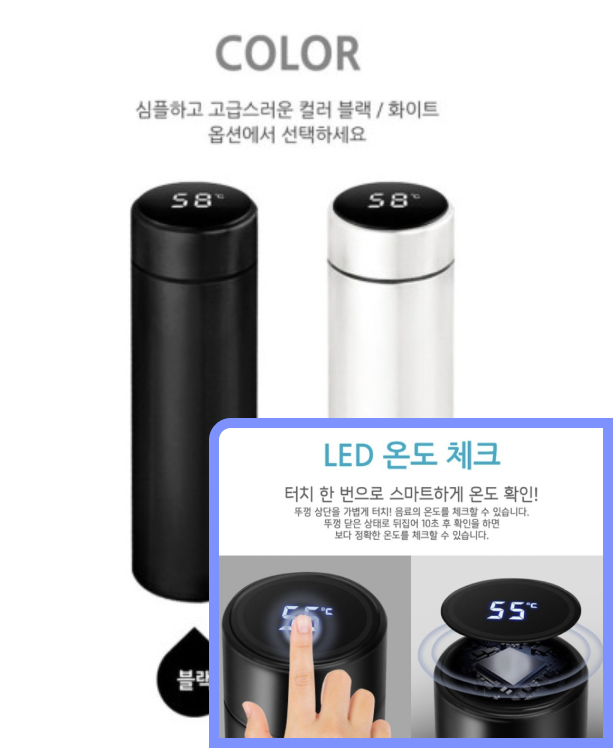 COLOR
심플하고 고급스러운 컬러 블랙 / 화이트
옵션에서 선택하세요
58℃
58℃
LED 온도 체크
터치 한 번으로 스마트하게 온도 확인!
뚜껑 상단을 가볍게 터치! 음료의 온도를 체크할 수 있습니다.
뚜껑 닫은 상태로 뒤집어 10초 후 확인을 하면
보다 정확한 온도를 체크할 수 있습니다.
55℃
55℃
블랙